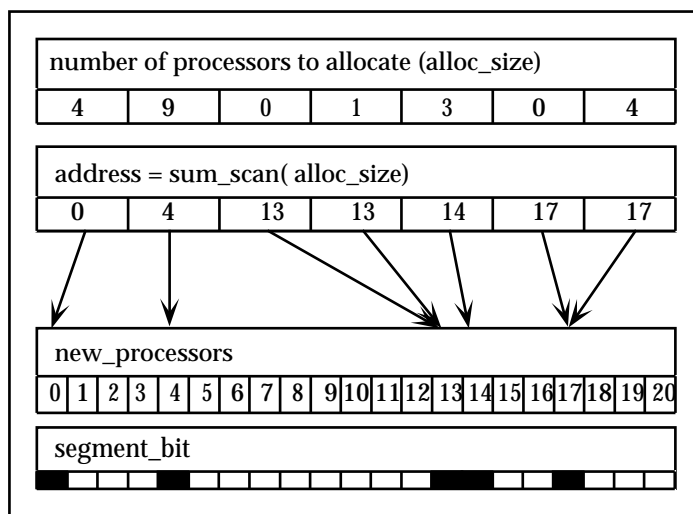 number of processors to allocate (alloc_size)
4 9 0 1 3 0 4
address = sum_scan( alloc_size)
0 4 13 13 14 17 17
new_processors
0 1 2 3 4 5 6 7 8 9 10 11 12 13 14 15 16 17 18 19 20
segment_bit